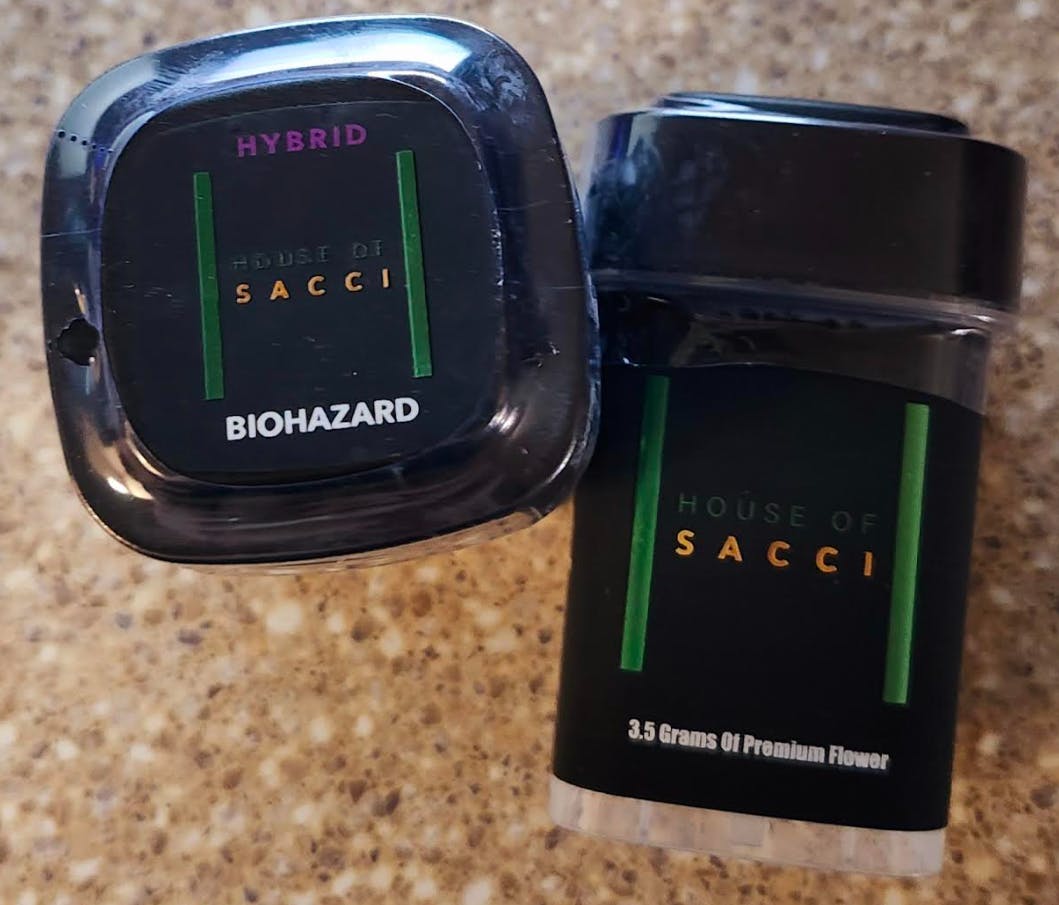 HYBRID
HOUSE OF
SACCI
BIOHAZARD
HOUSE OF
SACCI
3.5 Grams Of Premium Flower